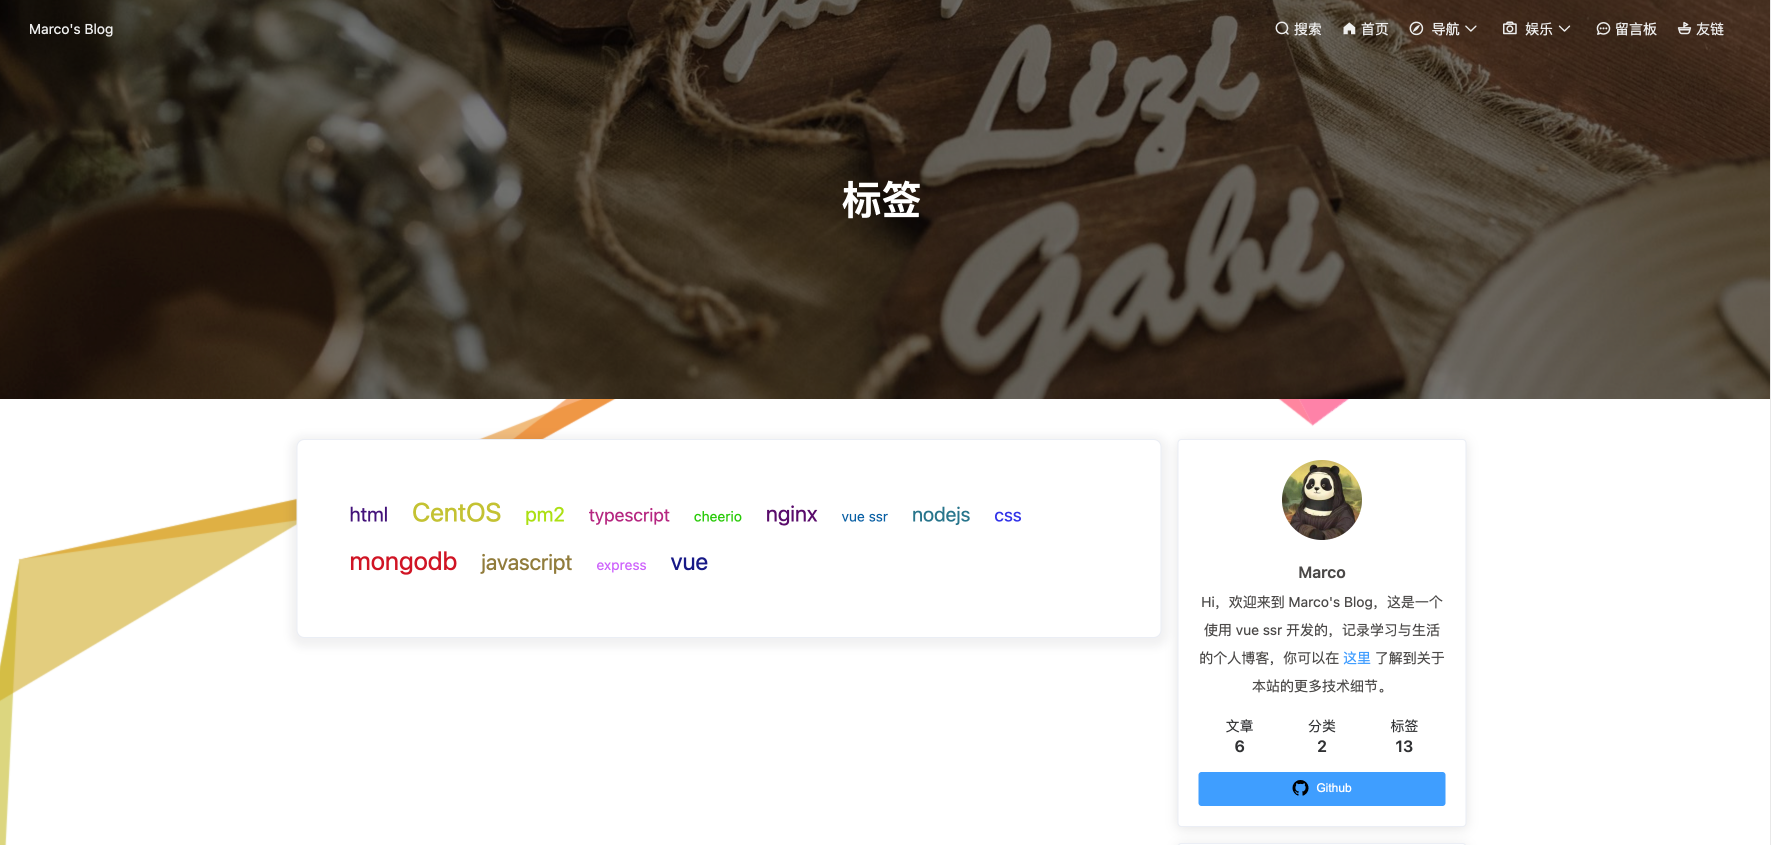 Marco's Blog
搜索 首页 导航 娱乐 留言板 友链
Lizi
标签
Gabi
html CentOS pm2 typescript cheerio nginx vue ssr nodejs css
mongodb javascript express vue
Marco
Hi，欢迎来到 Marco's Blog，这是一个
使用 vue ssr 开发的，记录学习与生活
的个人博客，你可以在 这里 了解到关于
本站的更多技术细节。
文章 分类 标签
6 2 13
Github